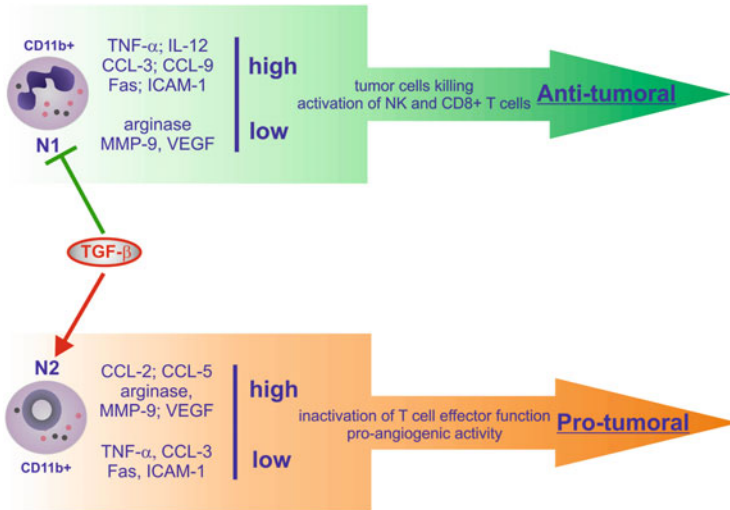 CD11b+
N1
TNF-α; IL-12
CCL-3; CCL-9
Fas; ICAM-1
high
arginase
MMP-9, VEGF
low
tumor cells killing
activation of NK and CD8+ T cells
Anti-tumoral
TGF-β
N2
CD11b+
CCL-2; CCL-5
arginase,
MMP-9; VEGF
high
TNF-α, CCL-3
Fas, ICAM-1
low
inactivation of T cell effector function
pro-angiogenic activity
Pro-tumoral